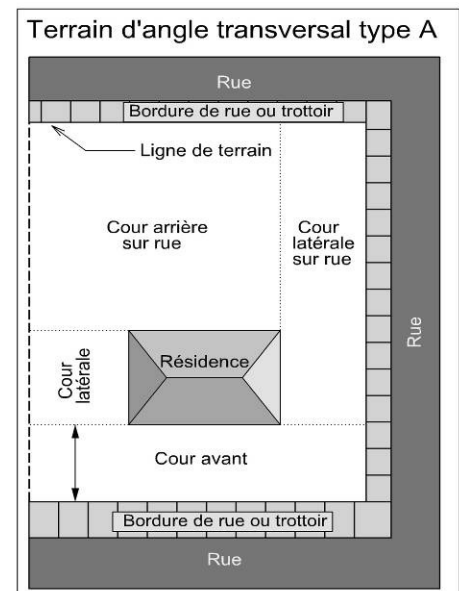 Terrain d'angle transversal type A
Rue
Bordure de rue ou trottoir
Ligne de terrain
Cour arrière
sur rue
Cour
latérale
sur rue
Rue
Cour
latérale
Résidence
Cour avant
Bordure de rue ou trottoir
Rue